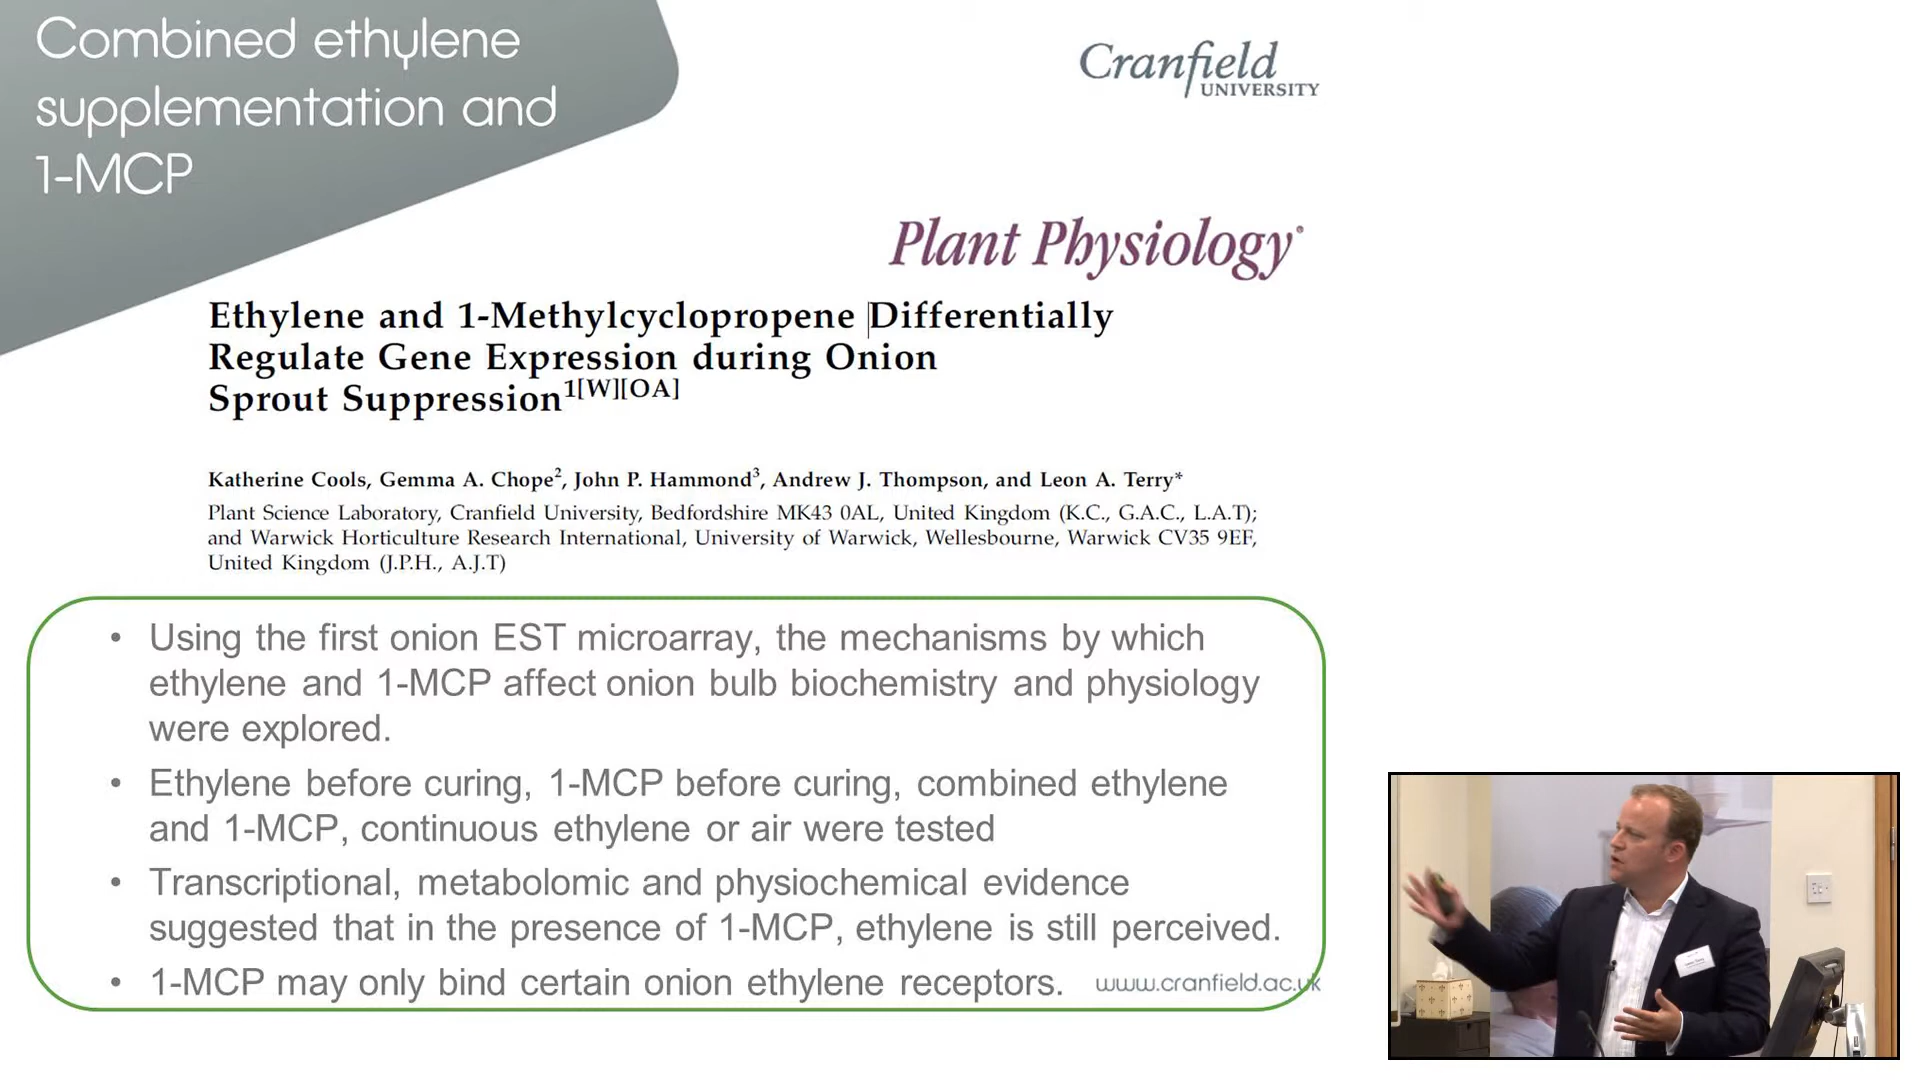 Combined ethylene
supplementation and
1-MCP
Cranfield
UNIVERSITY
Plant Physiology®
Ethylene and 1-Methylcyclopropene Differentially
Regulate Gene Expression during Onion
Sprout Suppression1[W][OA]
Katherine Cools, Gemma A. Chope2, John P. Hammond3, Andrew J. Thompson, and Leon A. Terry*
Plant Science Laboratory, Cranfield University, Bedfordshire MK43 0AL, United Kingdom (K.C., G.A.C., L.A.T);
and Warwick Horticulture Research International, University of Warwick, Wellesbourne, Warwick CV35 9EF,
United Kingdom (J.P.H., A.J.T)
• Using the first onion EST microarray, the mechanisms by which
ethylene and 1-MCP affect onion bulb biochemistry and physiology
were explored.
• Ethylene before curing, 1-MCP before curing, combined ethylene
and 1-MCP, continuous ethylene or air were tested
• Transcriptional, metabolomic and physiochemical evidence
suggested that in the presence of 1-MCP, ethylene is still perceived.
• 1-MCP may only bind certain onion ethylene receptors.
www.cranfield.ac.uk